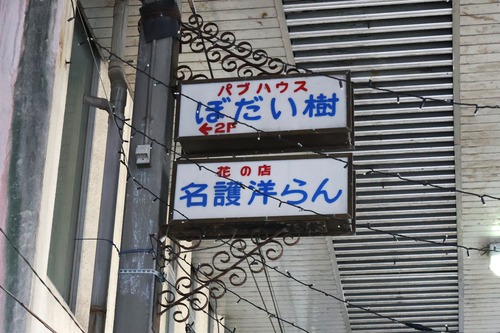 パブハウス
ぼだい樹
←2F
花の店
名護洋らん